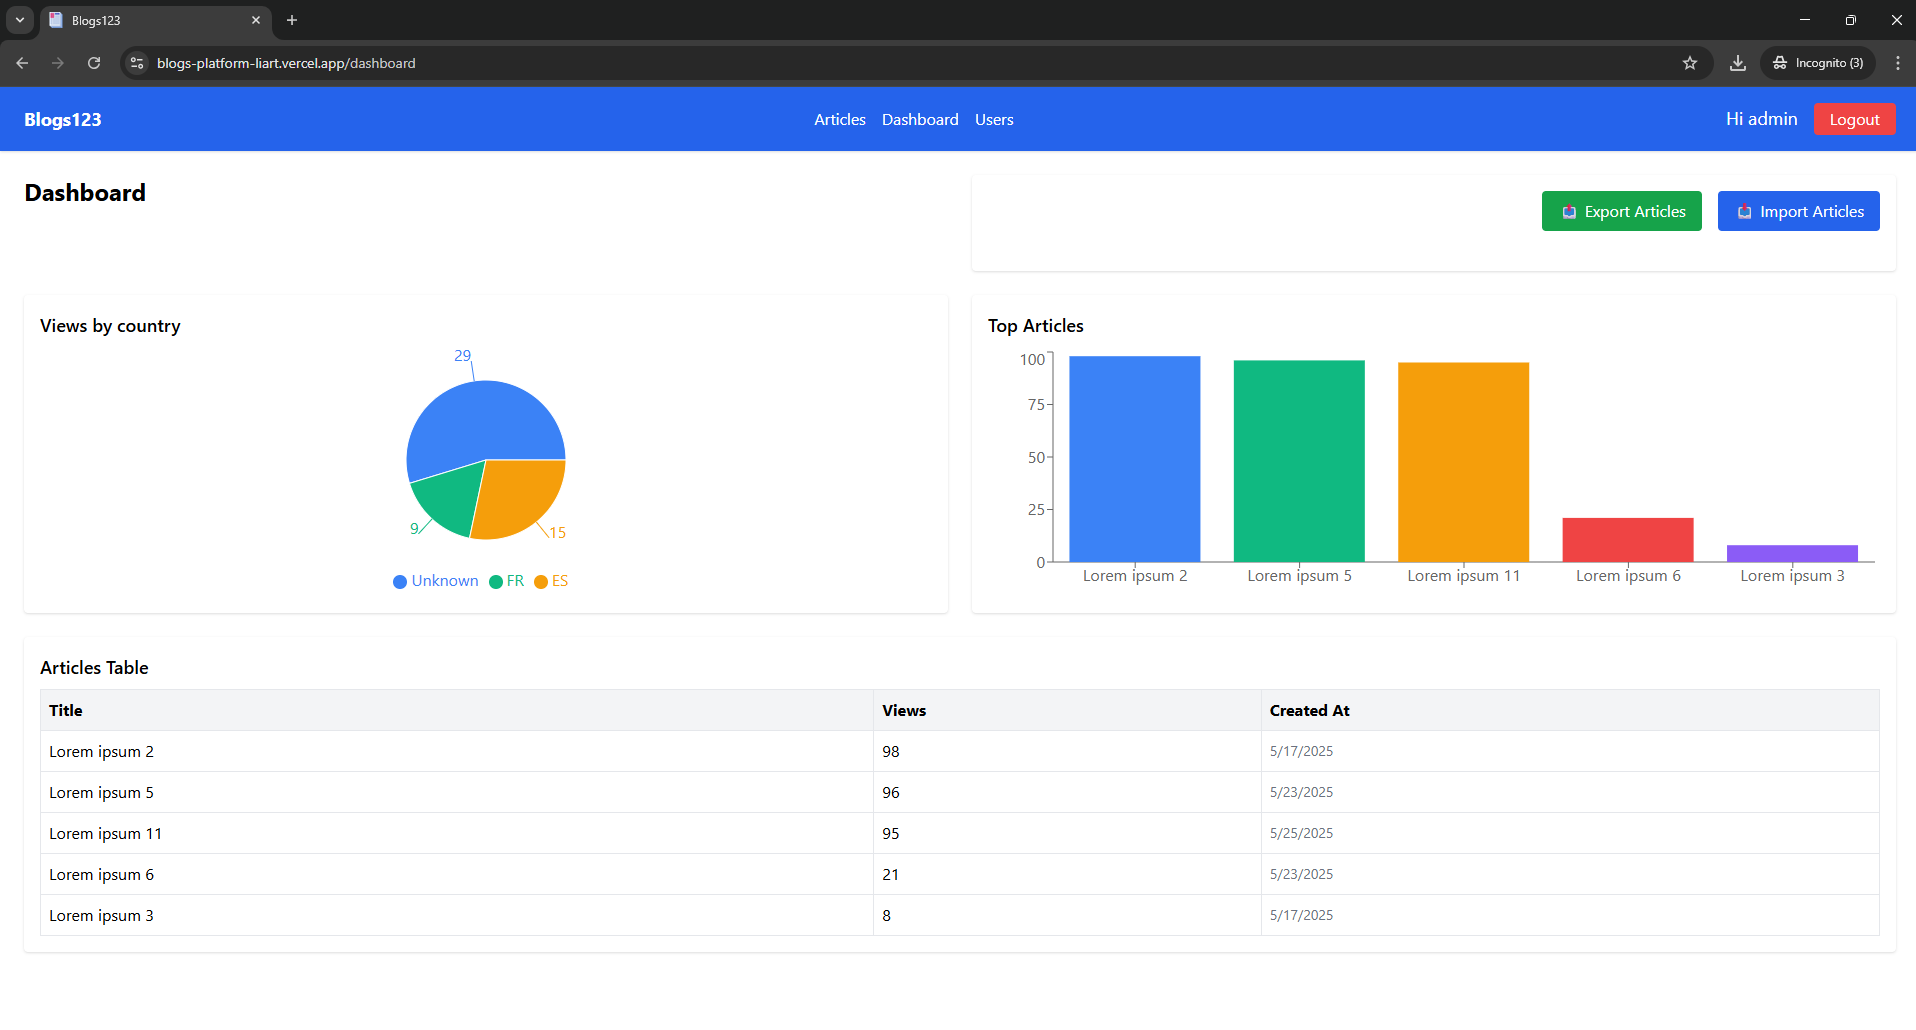 Blogs123
blogs-platform-liart.vercel.app/dashboard
Incognito (3)
Blogs123
Articles Dashboard Users
Hi admin
Logout
Dashboard
Export Articles
Import Articles
Views by country
29
9
15
Unknown FR ES
Top Articles
100
75
50
25
0
Lorem ipsum 2 Lorem ipsum 5 Lorem ipsum 11 Lorem ipsum 6 Lorem ipsum 3
Articles Table
Title Views Created At
Lorem ipsum 2 98 5/17/2025
Lorem ipsum 5 96 5/23/2025
Lorem ipsum 11 95 5/25/2025
Lorem ipsum 6 21 5/23/2025
Lorem ipsum 3 8 5/17/2025